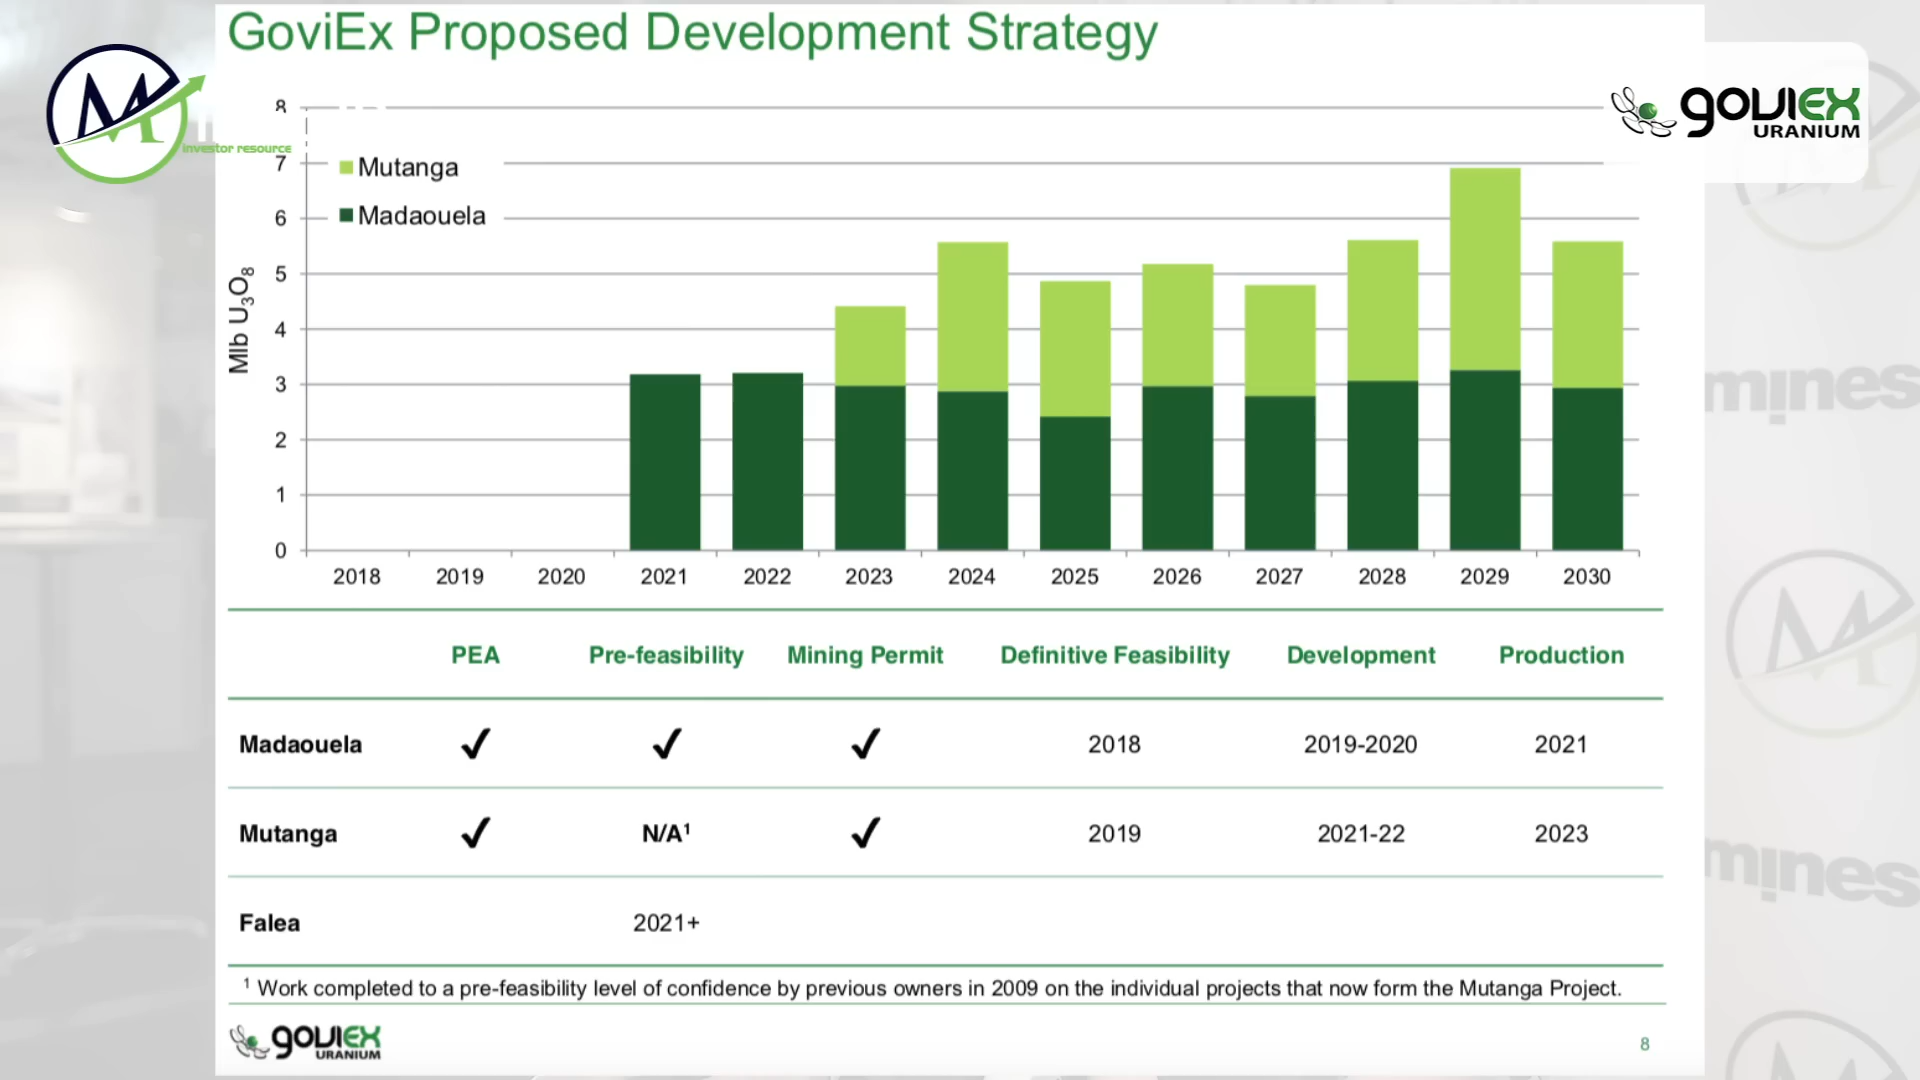 GoviEx Proposed Development Strategy
investor resource
GOVIEX
URANIUM
8
7
6
5
4
3
2
1
0
Mlb U₃O₈
Mutanga
Madaouela
2018 2019 2020 2021 2022 2023 2024 2025 2026 2027 2028 2029 2030
PEA Pre-feasibility Mining Permit Definitive Feasibility Development Production
Madaouela ✓ ✓ ✓ 2018 2019-2020 2021
Mutanga ✓ N/A¹ ✓ 2019 2021-22 2023
Falea 2021+
¹ Work completed to a pre-feasibility level of confidence by previous owners in 2009 on the individual projects that now form the Mutanga Project.
GOVIEX
URANIUM
8
mines
mines